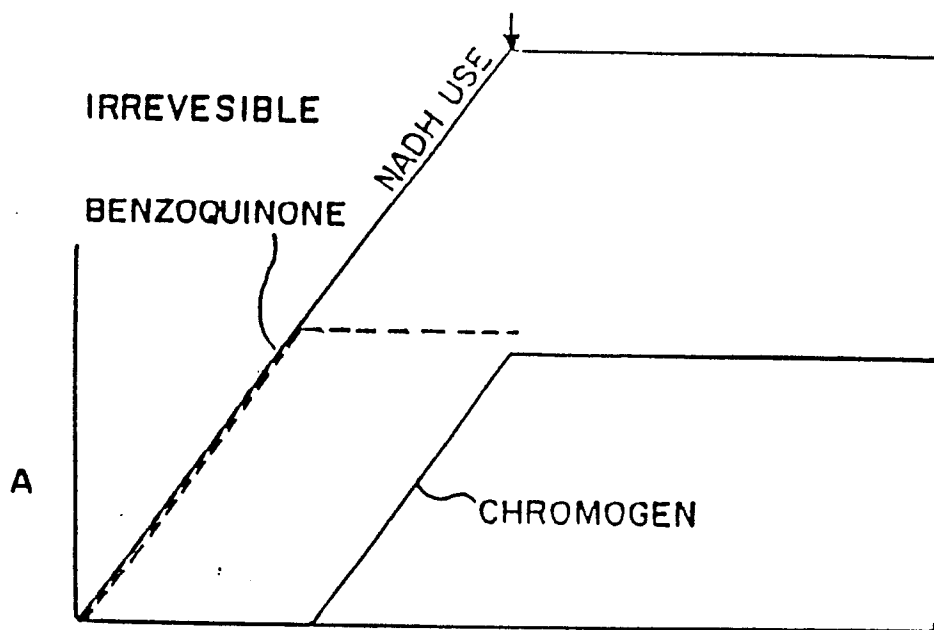 NADH USE
IRREVESIBLE
BENZOQUINONE
A
CHROMOGEN